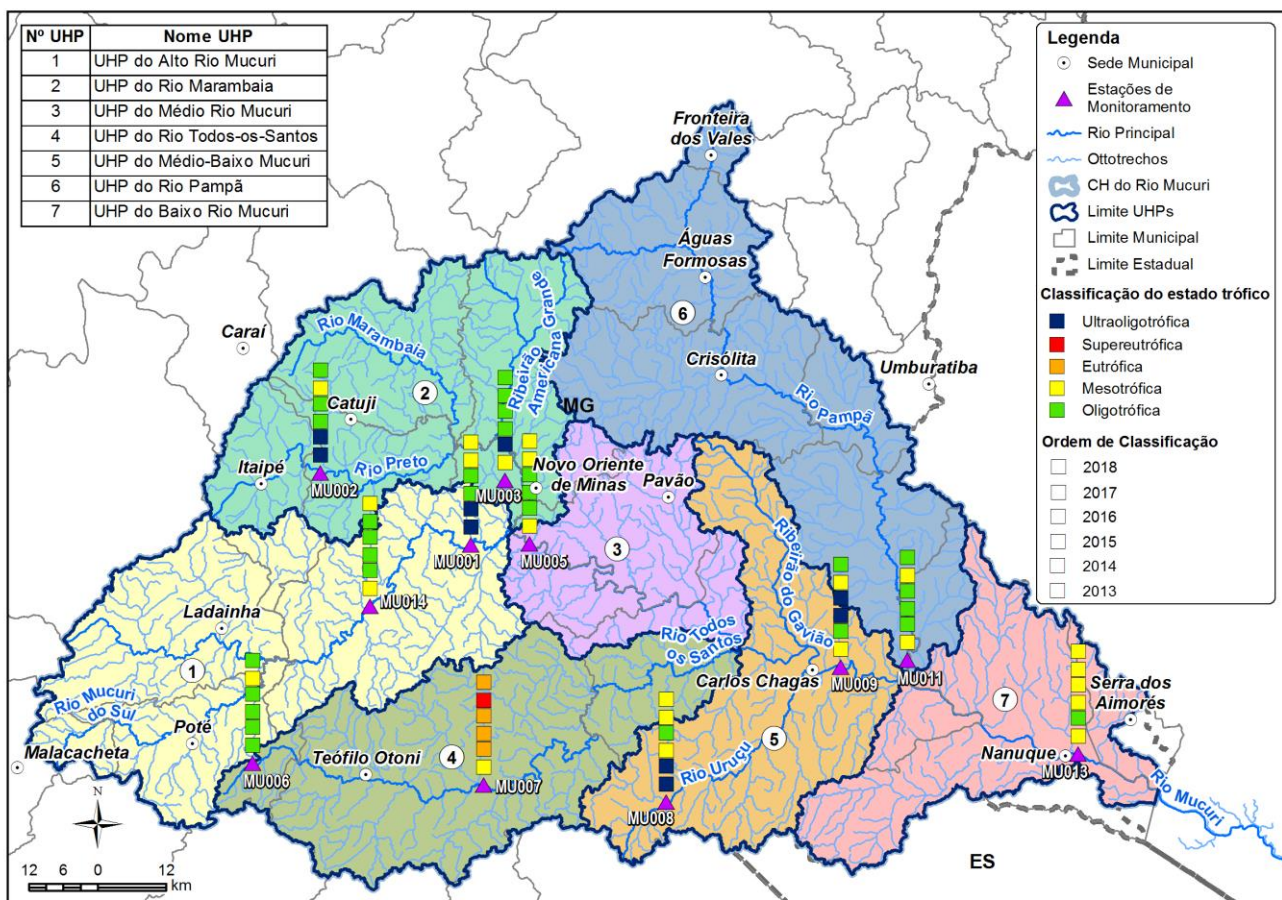 Nº UHP Nome UHP
1 UHP do Alto Rio Mucuri
2 UHP do Rio Marambaia
3 UHP do Médio Rio Mucuri
4 UHP do Rio Todos-os-Santos
5 UHP do Médio-Baixo Mucuri
6 UHP do Rio Pampã
7 UHP do Baixo Rio Mucuri
Legenda
Sede Municipal
Estações de
Monitoramento
Rio Principal
Ottotrechos
CH do Rio Mucuri
Limite UHPs
Limite Municipal
Limite Estadual
Classificação do estado trófico
Ultraoligotrófica
Supereutrófica
Eutrófica
Mesotrófica
Oligotrófica
Ordem de Classificação
2018
2017
2016
2015
2014
2013
Fronteira
dos Vales
Águas
Formosas
6
Caraí
Rio Marambaia
Ribeirão
Americana Grande
Crisólita
Umburatiba
2
Catuji
MG
Rio
Pampã
Itaipé
Rio Preto
MU002
MU003
Novo Oriente
de Minas
Pavão
MU001
MU005
3
Ribeirão do Gavião
MU014
Ladainha
1
Rio Todos
os Santos
Carlos Chagas
MU009
MU011
Rio Mucuri
do Sul
Poté
Malacacheta
MU006
Teófilo Otoni
4
MU007
Rio Uruçu
5
MU008
7
Serra dos
Aimorés
Nanuque
MU013
Rio Mucuri
N
12 6 0 12
km
ES